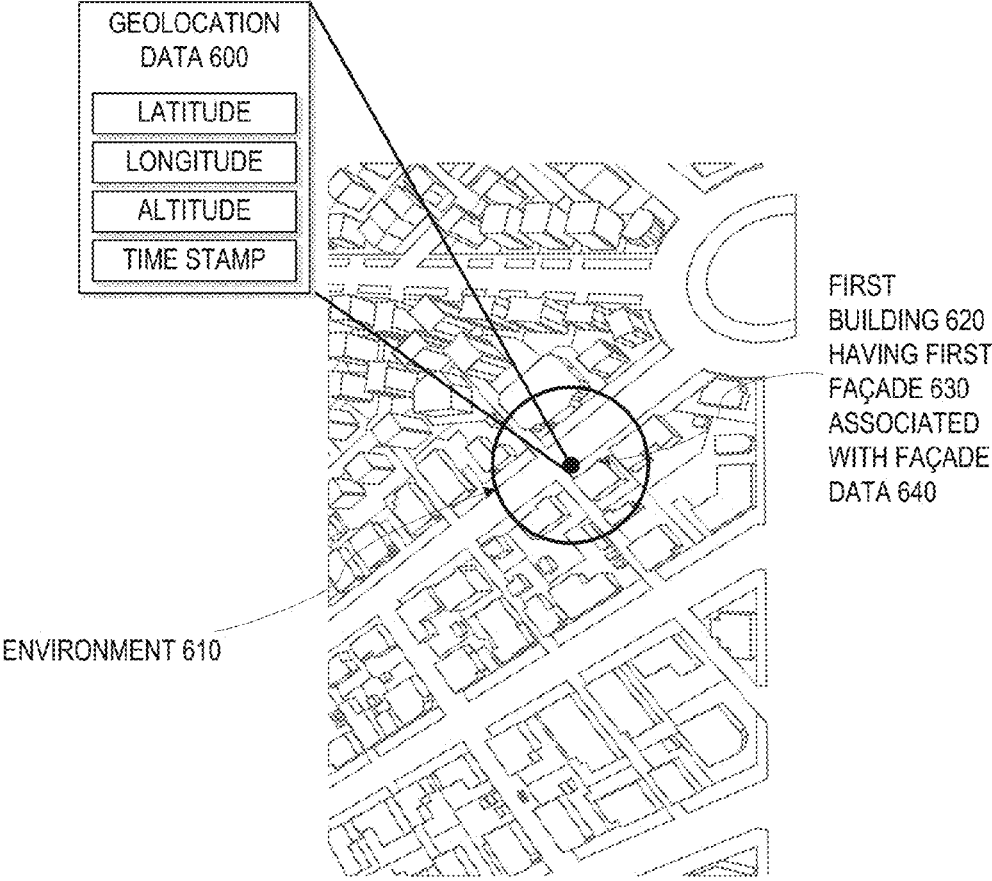 GEOLOCATION
DATA 600
LATITUDE
LONGITUDE
ALTITUDE
TIME STAMP
FIRST
BUILDING 620
HAVING FIRST
FAÇADE 630
ASSOCIATED
WITH FAÇADE
DATA 640
ENVIRONMENT 610